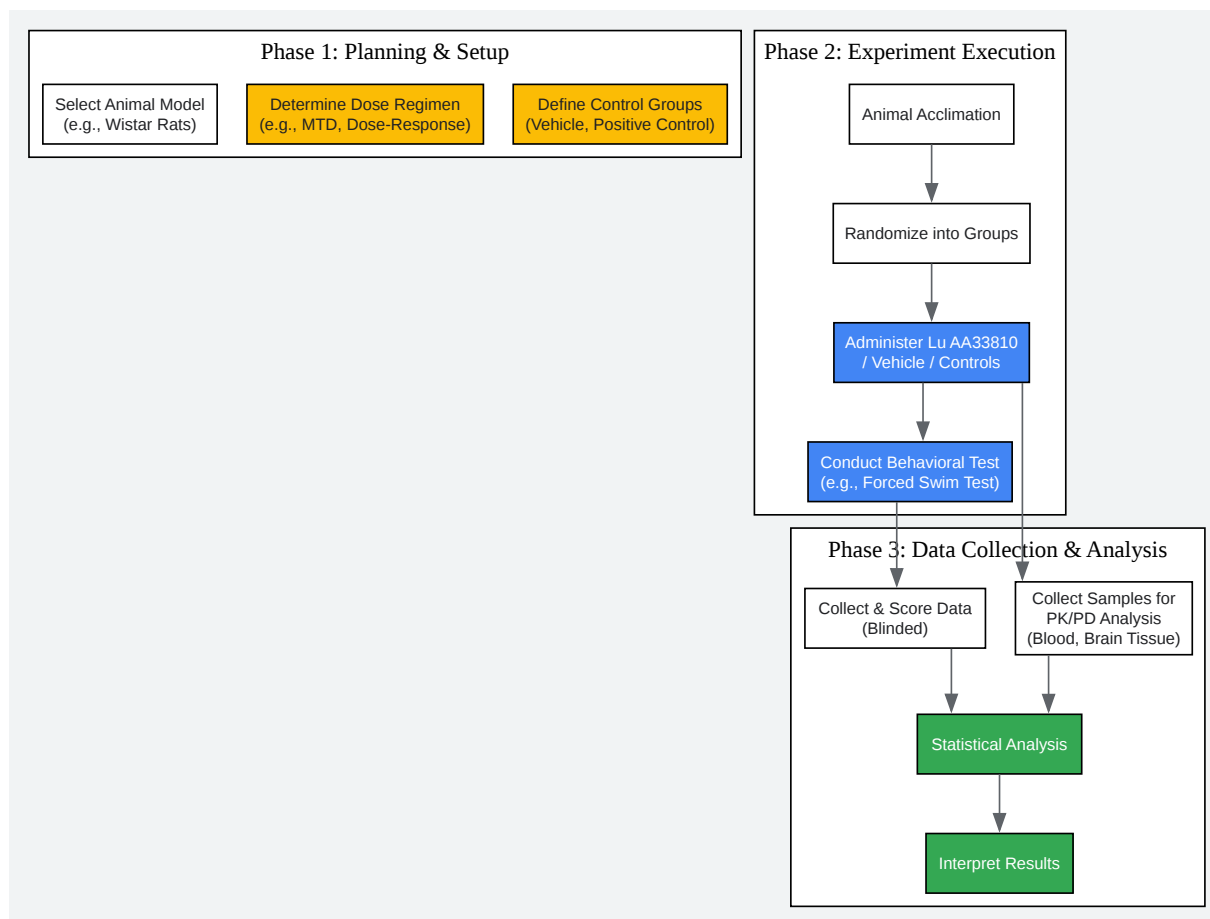 Phase 1: Planning & Setup
Select Animal Model
(e.g., Wistar Rats)
Determine Dose Regimen
(e.g., MTD, Dose-Response)
Define Control Groups
(Vehicle, Positive Control)
Phase 2: Experiment Execution
Animal Acclimation
Randomize into Groups
Administer Lu AA33810
/ Vehicle / Controls
Conduct Behavioral Test
(e.g., Forced Swim Test)
Phase 3: Data Collection & Analysis
Collect & Score Data
(Blinded)
Collect Samples for
PK/PD Analysis
(Blood, Brain Tissue)
Statistical Analysis
Interpret Results